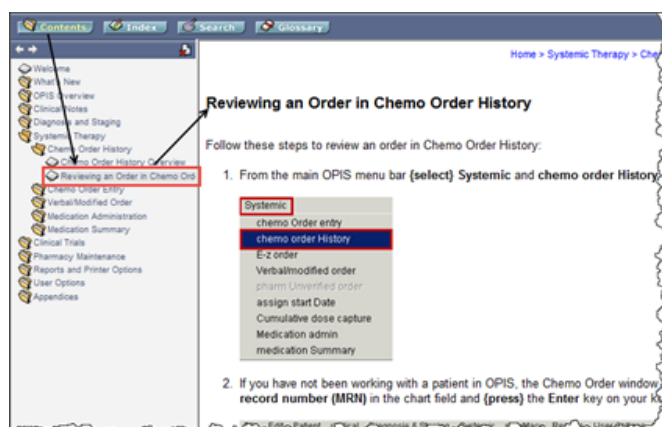 Contents Index Search Glossary
Home > Systemic Therapy >
Welcome
What's New
OPIS Overview
Clinical Notes
Diagnosis and Staging
Systemic Therapy
Chemo Order History
Chemo Order History Overview
Reviewing an Order in Chemo Ord
Chemo Order Entry
Verbal/Modified Order
Medication Administration
Medication Summary
Clinical Trials
Pharmacy Maintenance
Reports and Printer Options
User Options
Appendices
Reviewing an Order in Chemo Order History
Follow these steps to review an order in Chemo Order History:
1. From the main OPIS menu bar {select} Systemic and chemo order History
Systemic
chemo Order entry
chemo order History
E-z order
Verbal/modified order
pharm Unverified order
assign start Date
Cumulative dose capture
Medication admin
medication Summary
2. If you have not been working with a patient in OPIS, the Chemo Order window
record number (MRN) in the chart field and {press} the Enter key on your